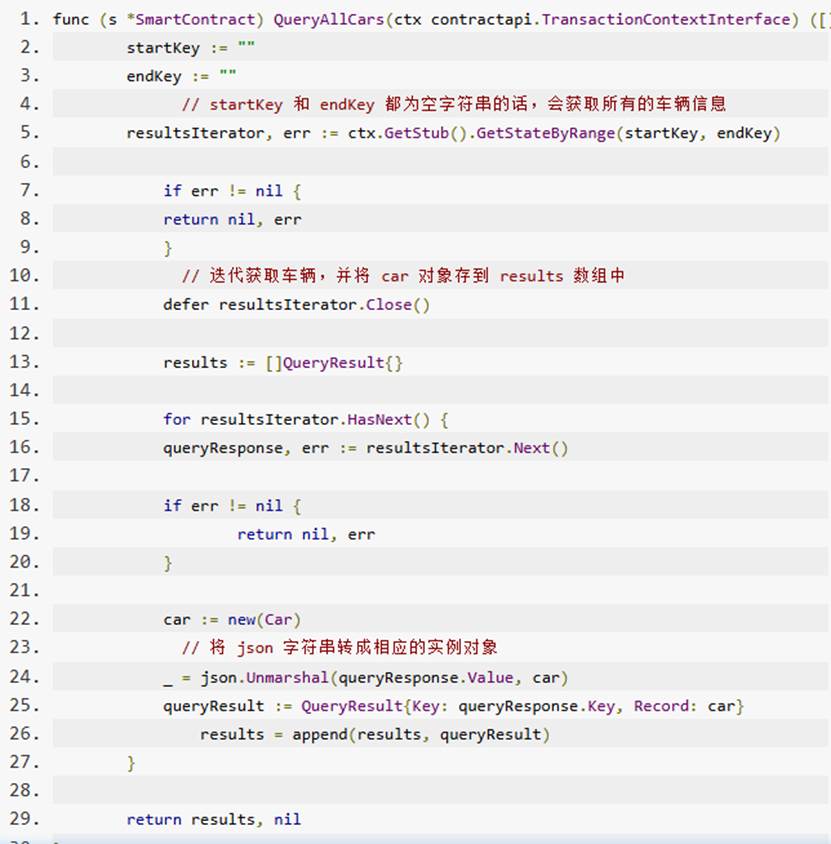 1. func (s *SmartContract) QueryAllCars(ctx contractapi.TransactionContextInterface) ([
2. startKey := ""
3. endKey := ""
4. // startKey 和 endKey 都为空字符串的话，会获取所有的车辆信息
5. resultsIterator, err := ctx.GetStub().GetStateByRange(startKey, endKey)
6.
7. if err != nil {
8. return nil, err
9. }
10. // 迭代获取车辆，并将 car 对象存到 results 数组中
11. defer resultsIterator.Close()
12.
13. results := []QueryResult{}
14.
15. for resultsIterator.HasNext() {
16. queryResponse, err := resultsIterator.Next()
17.
18. if err != nil {
19. return nil, err
20. }
21.
22. car := new(Car)
23. // 将 json 字符串转成相应的实例对象
24. _ = json.Unmarshal(queryResponse.Value, car)
25. queryResult := QueryResult{Key: queryResponse.Key, Record: car}
26. results = append(results, queryResult)
27. }
28.
29. return results, nil